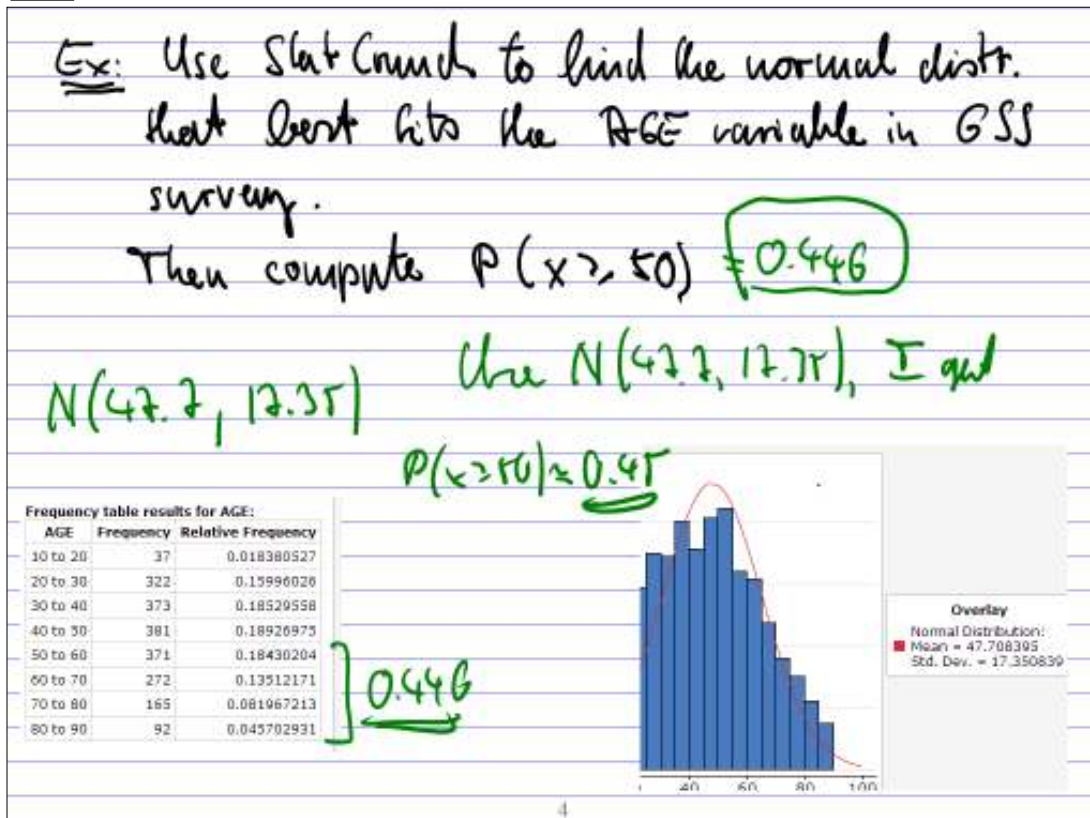 Ex: Use StatCrunch to find the normal distr.
that best fits the AGE variable in GSS
survey.
Then compute P(x ≥ 50) = 0.446
N(47.7, 17.35)
Use N(47.7, 17.35), I get
P(x ≥ 50) ≈ 0.45
Frequency table results for AGE:
AGE Frequency Relative Frequency
10 to 20 37 0.018380527
20 to 30 322 0.15996026
30 to 40 373 0.18529558
40 to 50 381 0.18926975
50 to 60 371 0.18430204
60 to 70 272 0.13512171
70 to 80 165 0.081967213
80 to 90 92 0.045702931
0.446
40 60 80 100
Overlay
Normal Distribution:
Mean = 47.708395
Std. Dev. = 17.350839
4